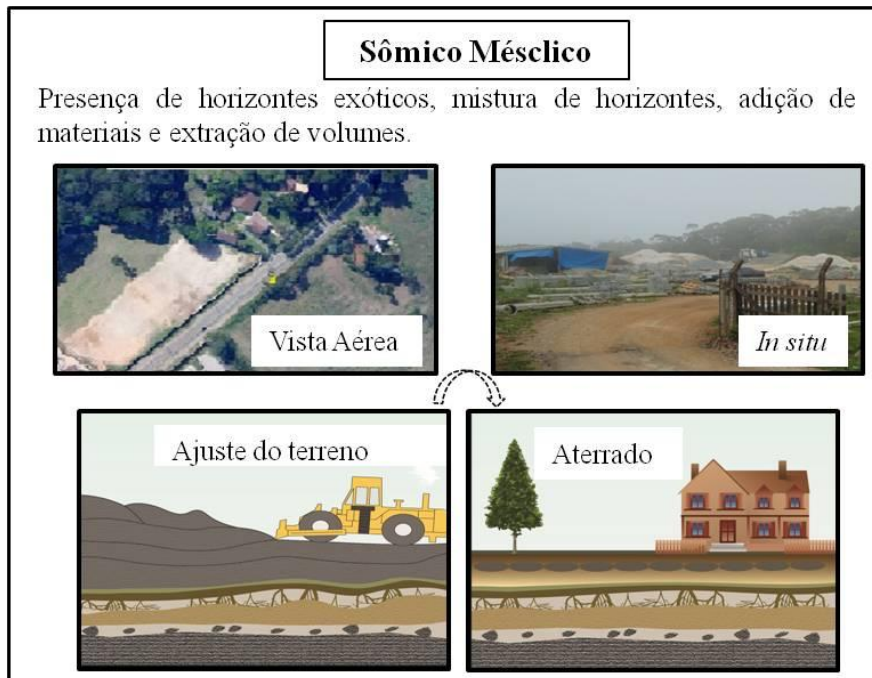 Sômico Mésclico
Presença de horizontes exóticos, mistura de horizontes, adição de
materiais e extração de volumes.
Vista Aérea
In situ
Ajuste do terreno
Aterrado